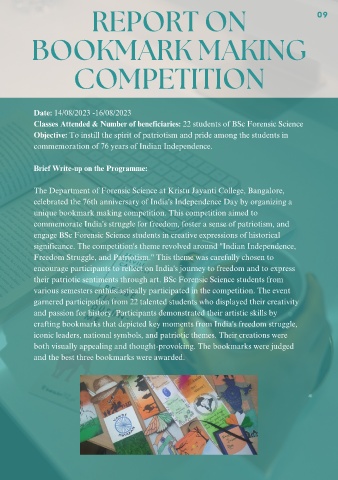 09
REPORT ON
BOOKMARK MAKING
COMPETITION
Date: 14/08/2023 -16/08/2023
Classes Attended & Number of beneficiaries: 22 students of BSc Forensic Science
Objective: To instill the spirit of patriotism and pride among the students in
commemoration of 76 years of Indian Independence.
Brief Write-up on the Programme:
The Department of Forensic Science at Kristu Jayanti College, Bangalore,
celebrated the 76th anniversary of India's Independence Day by organizing a
unique bookmark making competition. This competition aimed to
commemorate India's struggle for freedom, foster a sense of patriotism, and
engage BSc Forensic Science students in creative expressions of historical
significance. The competition's theme revolved around "Indian Independence,
Freedom Struggle, and Patriotism." This theme was carefully chosen to
encourage participants to reflect on India's journey to freedom and to express
their patriotic sentiments through art. BSc Forensic Science students from
various semesters enthusiastically participated in the competition. The event
garnered participation from 22 talented students who displayed their creativity
and passion for history. Participants demonstrated their artistic skills by
crafting bookmarks that depicted key moments from India's freedom struggle,
iconic leaders, national symbols, and patriotic themes. Their creations were
both visually appealing and thought-provoking. The bookmarks were judged
and the best three bookmarks were awarded.